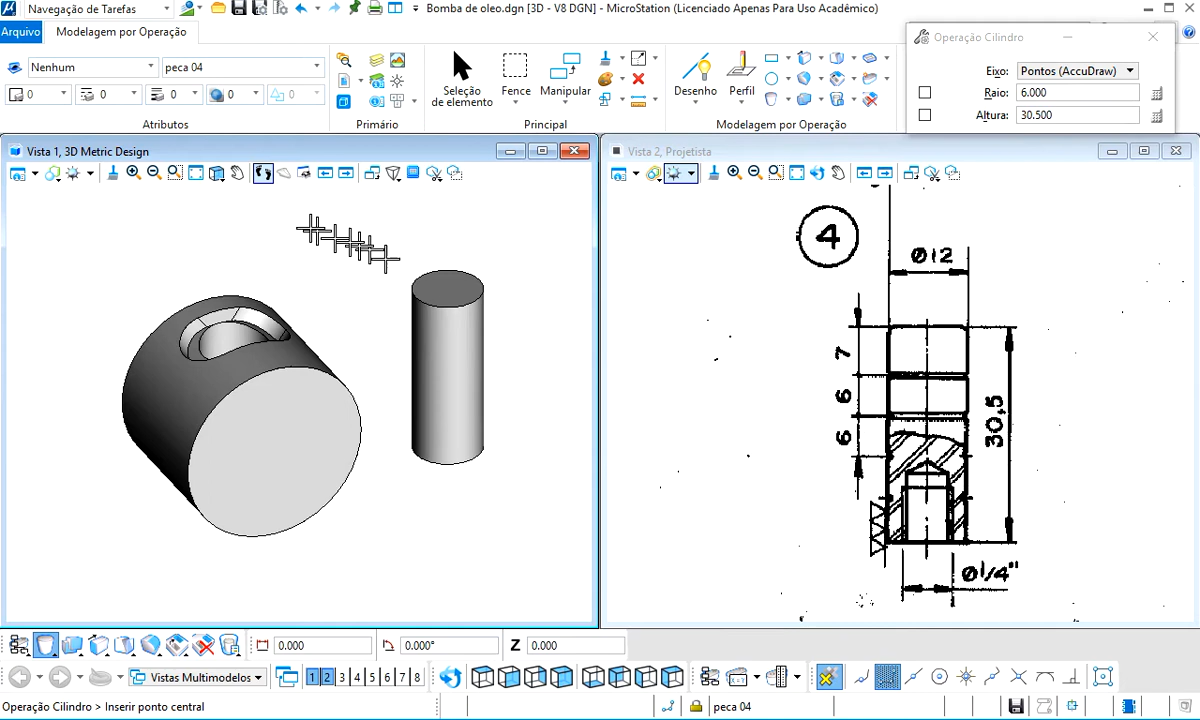 Navegação de Tarefas
Bomba de oleo.dgn [3D - V8 DGN] - MicroStation (Licenciado Apenas Para Uso Acadêmico)
Arquivo
Modelagem por Operação
Nenhum
peca 04
0
0
0
0
0
Atributos
Primário
Seleção de elemento
Fence
Manipular
Principal
Desenho
Perfil
Modelagem por Operação
Operação Cilindro
Eixo:
Pontos (AccuDraw)
Raio:
6.000
Altura:
30.500
Vista 1, 3D Metric Design
Vista 2, Projetista
4
Ø12
7
6
6
30,5
Ø1/4"
0.000
0.000°
Z
0.000
Vistas Multimodelos
1 2 3 4 5 6 7 8
Operação Cilindro > Inserir ponto central
peca 04